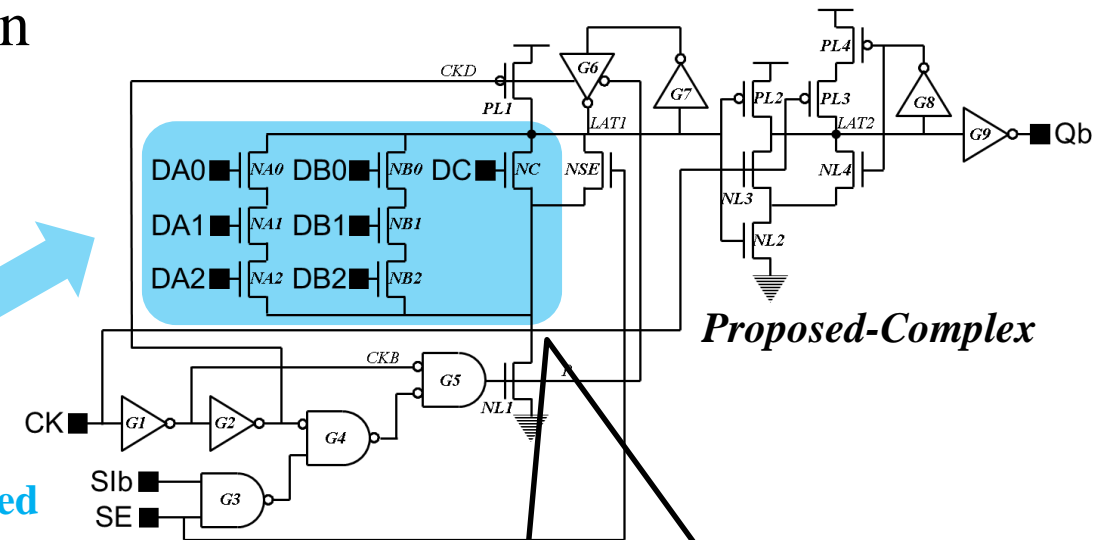 n
CKD
PL1
G6
G7
LAT1
PL4
PL2
PL3
G8
LAT2
G9
Qb
DA0
NA0
DB0
NB0
DC
NC
NSE
NL4
NL3
DA1
NA1
DB1
NB1
NL2
DA2
NA2
DB2
NB2
Proposed-Complex
CKB
G5
P
NL1
CK
G1
G2
G4
SIb
G3
SE
ed